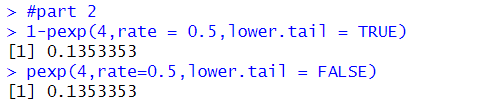 > #part 2
> 1-pexp(4,rate = 0.5,lower.tail = TRUE)
[1] 0.1353353
> pexp(4,rate=0.5,lower.tail = FALSE)
[1] 0.1353353